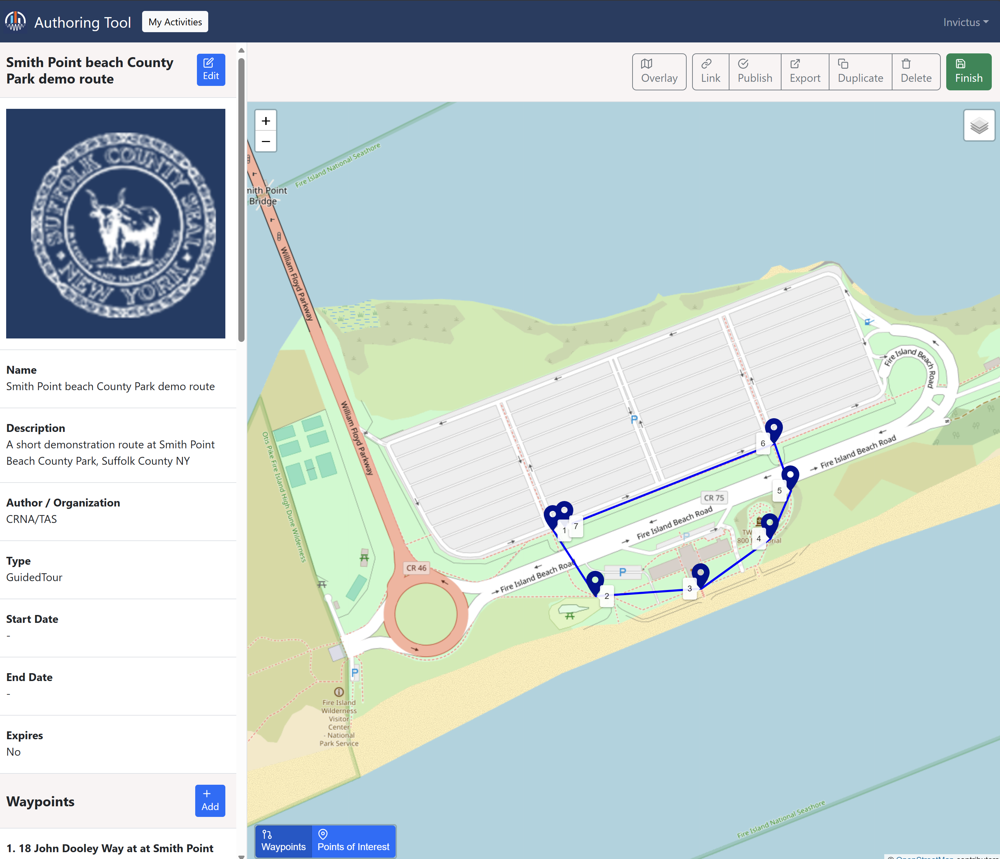 Authoring Tool
My Activities
Invictus
Smith Point beach County
Park demo route
Edit
Overlay
Link
Publish
Export
Duplicate
Delete
Finish
SUFFOLK COUNTY SEAL
AND INDEPENDENCE
NEW YORK
Name
Smith Point beach County Park demo route
Description
A short demonstration route at Smith Point
Beach County Park, Suffolk County NY
Author / Organization
CRNA/TAS
Type
GuidedTour
Start Date
-
End Date
-
Expires
No
Waypoints
+
Add
1. 18 John Dooley Way at at Smith Point
+
−
Fire Island National Seashore
mith Point
Bridge
William Floyd Parkway
William Floyd Parkway
Otis Pike Fire Island High Dune Wilderness
Fire Island Beach Road
P
6
Fire Island Beach Road
5
CR 75
Fire Island Beach Road
1
7
P
TW
800
orial
4
CR 46
Fire Island Beach Road
P
3
2
P
Fire Island
Wilderness
Visitor
Center
- National
Park Service
Fire Island National Seashore
Waypoints
Points of Interest
© OpenStreetMap contributors